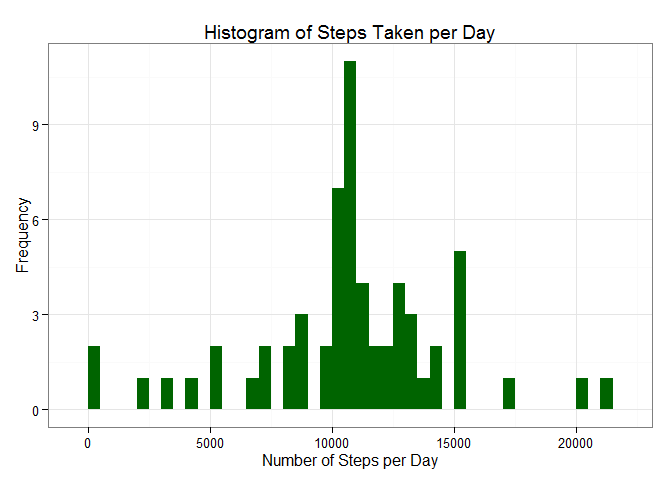 Histogram of Steps Taken per Day
Frequency
9
6
3
0
0 5000 10000 15000 20000
Number of Steps per Day